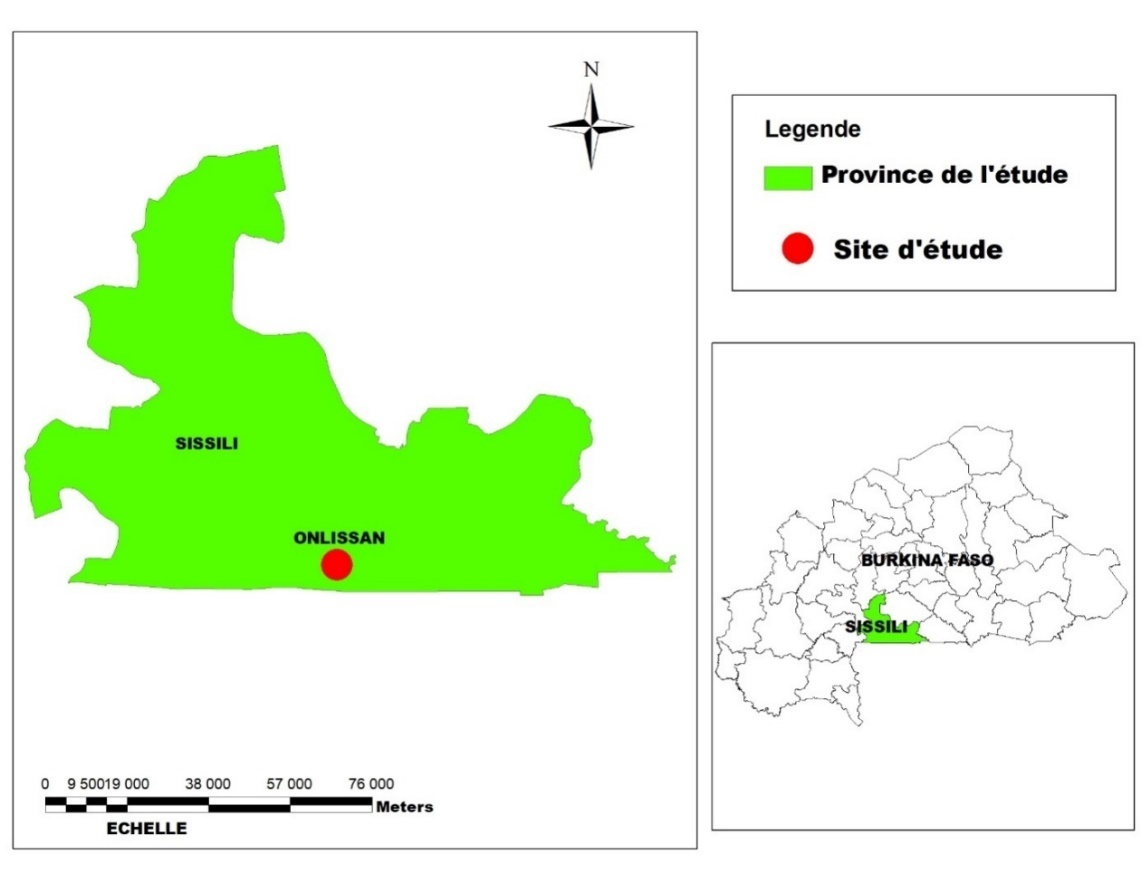 N
SISSILI
ONLISSAN
0 9 50019 000 38 000 57 000 76 000
Meters
ECHELLE
Legende
Province de l'étude
Site d'étude
BURKINA FASO
SISSILI